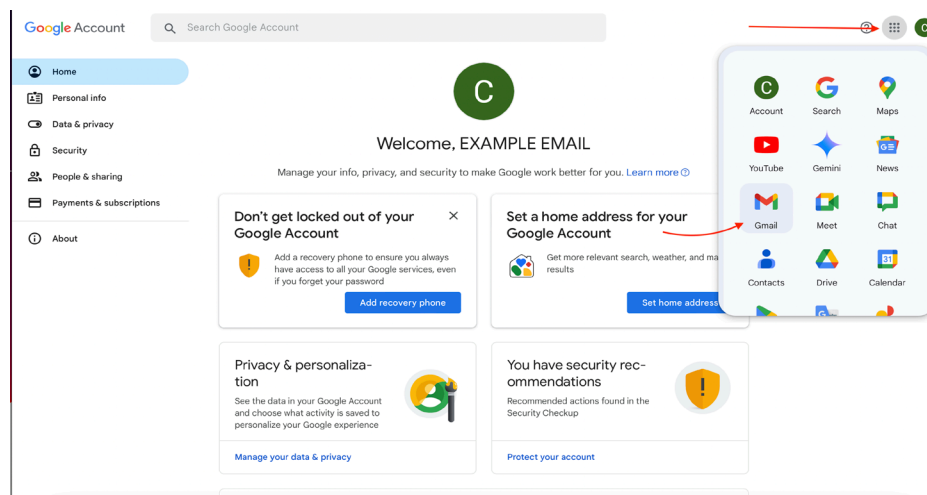 Google Account
Search Google Account
C
Home
Personal info
Data & privacy
Security
People & sharing
Payments & subscriptions
About
C
Welcome, EXAMPLE EMAIL
Manage your info, privacy, and security to make Google work better for you. Learn more
Don't get locked out of your
Google Account
Add a recovery phone to ensure you always
have access to all your Google services, even
if you forget your password
Add recovery phone
Set a home address for your
Google Account
Get more relevant search, weather, and ma
results
Set home address
Privacy & personaliza-
tion
See the data in your Google Account
and choose what activity is saved to
personalize your Google experience
Manage your data & privacy
You have security rec-
ommendations
Recommended actions found in the
Security Checkup
Protect your account
C
Account
Search
Maps
YouTube
Gemini
News
Gmail
Meet
Chat
31
Contacts
Drive
Calendar